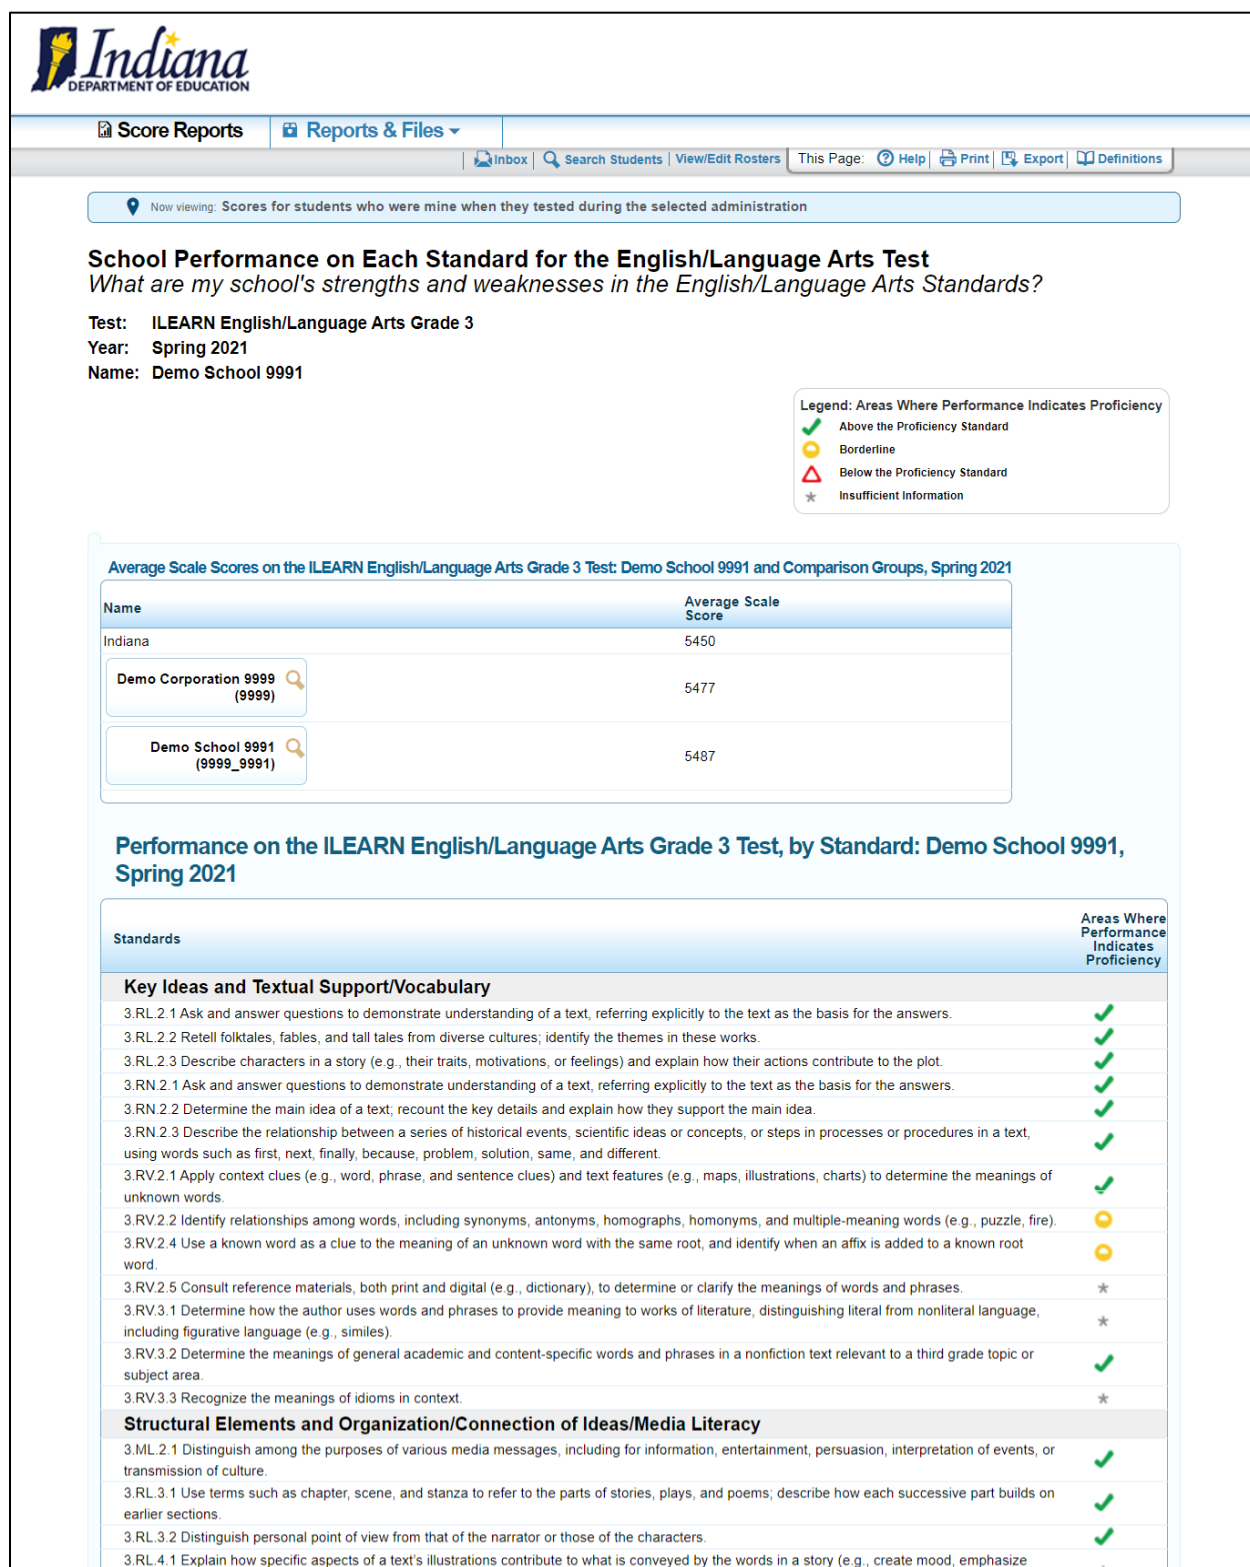 Indiana
DEPARTMENT OF EDUCATION
Score Reports
Reports & Files
Inbox | Search Students | View/Edit Rosters
This Page: Help | Print | Export | Definitions
Now viewing: Scores for students who were mine when they tested during the selected administration
School Performance on Each Standard for the English/Language Arts Test
What are my school's strengths and weaknesses in the English/Language Arts Standards?
Test: ILEARN English/Language Arts Grade 3
Year: Spring 2021
Name: Demo School 9991
Legend: Areas Where Performance Indicates Proficiency
Above the Proficiency Standard
Borderline
Below the Proficiency Standard
Insufficient Information
Average Scale Scores on the ILEARN English/Language Arts Grade 3 Test: Demo School 9991 and Comparison Groups, Spring 2021
Name
Average Scale
Score
Indiana
5450
Demo Corporation 9999
(9999)
5477
Demo School 9991
(9999_9991)
5487
Performance on the ILEARN English/Language Arts Grade 3 Test, by Standard: Demo School 9991,
Spring 2021
Standards
Areas Where
Performance
Indicates
Proficiency
Key Ideas and Textual Support/Vocabulary
3.RL.2.1 Ask and answer questions to demonstrate understanding of a text, referring explicitly to the text as the basis for the answers.
3.RL.2.2 Retell folktales, fables, and tall tales from diverse cultures; identify the themes in these works.
3.RL.2.3 Describe characters in a story (e.g., their traits, motivations, or feelings) and explain how their actions contribute to the plot.
3.RN.2.1 Ask and answer questions to demonstrate understanding of a text, referring explicitly to the text as the basis for the answers.
3.RN.2.2 Determine the main idea of a text; recount the key details and explain how they support the main idea.
3.RN.2.3 Describe the relationship between a series of historical events, scientific ideas or concepts, or steps in processes or procedures in a text,
using words such as first, next, finally, because, problem, solution, same, and different.
3.RV.2.1 Apply context clues (e.g., word, phrase, and sentence clues) and text features (e.g., maps, illustrations, charts) to determine the meanings of
unknown words.
3.RV.2.2 Identify relationships among words, including synonyms, antonyms, homographs, homonyms, and multiple-meaning words (e.g., puzzle, fire).
3.RV.2.4 Use a known word as a clue to the meaning of an unknown word with the same root, and identify when an affix is added to a known root
word.
3.RV.2.5 Consult reference materials, both print and digital (e.g., dictionary), to determine or clarify the meanings of words and phrases.
3.RV.3.1 Determine how the author uses words and phrases to provide meaning to works of literature, distinguishing literal from nonliteral language,
including figurative language (e.g., similes).
3.RV.3.2 Determine the meanings of general academic and content-specific words and phrases in a nonfiction text relevant to a third grade topic or
subject area.
3.RV.3.3 Recognize the meanings of idioms in context.
Structural Elements and Organization/Connection of Ideas/Media Literacy
3.ML.2.1 Distinguish among the purposes of various media messages, including for information, entertainment, persuasion, interpretation of events, or
transmission of culture.
3.RL.3.1 Use terms such as chapter, scene, and stanza to refer to the parts of stories, plays, and poems; describe how each successive part builds on
earlier sections.
3.RL.3.2 Distinguish personal point of view from that of the narrator or those of the characters.
3.RL.4.1 Explain how specific aspects of a text's illustrations contribute to what is conveyed by the words in a story (e.g., create mood, emphasize